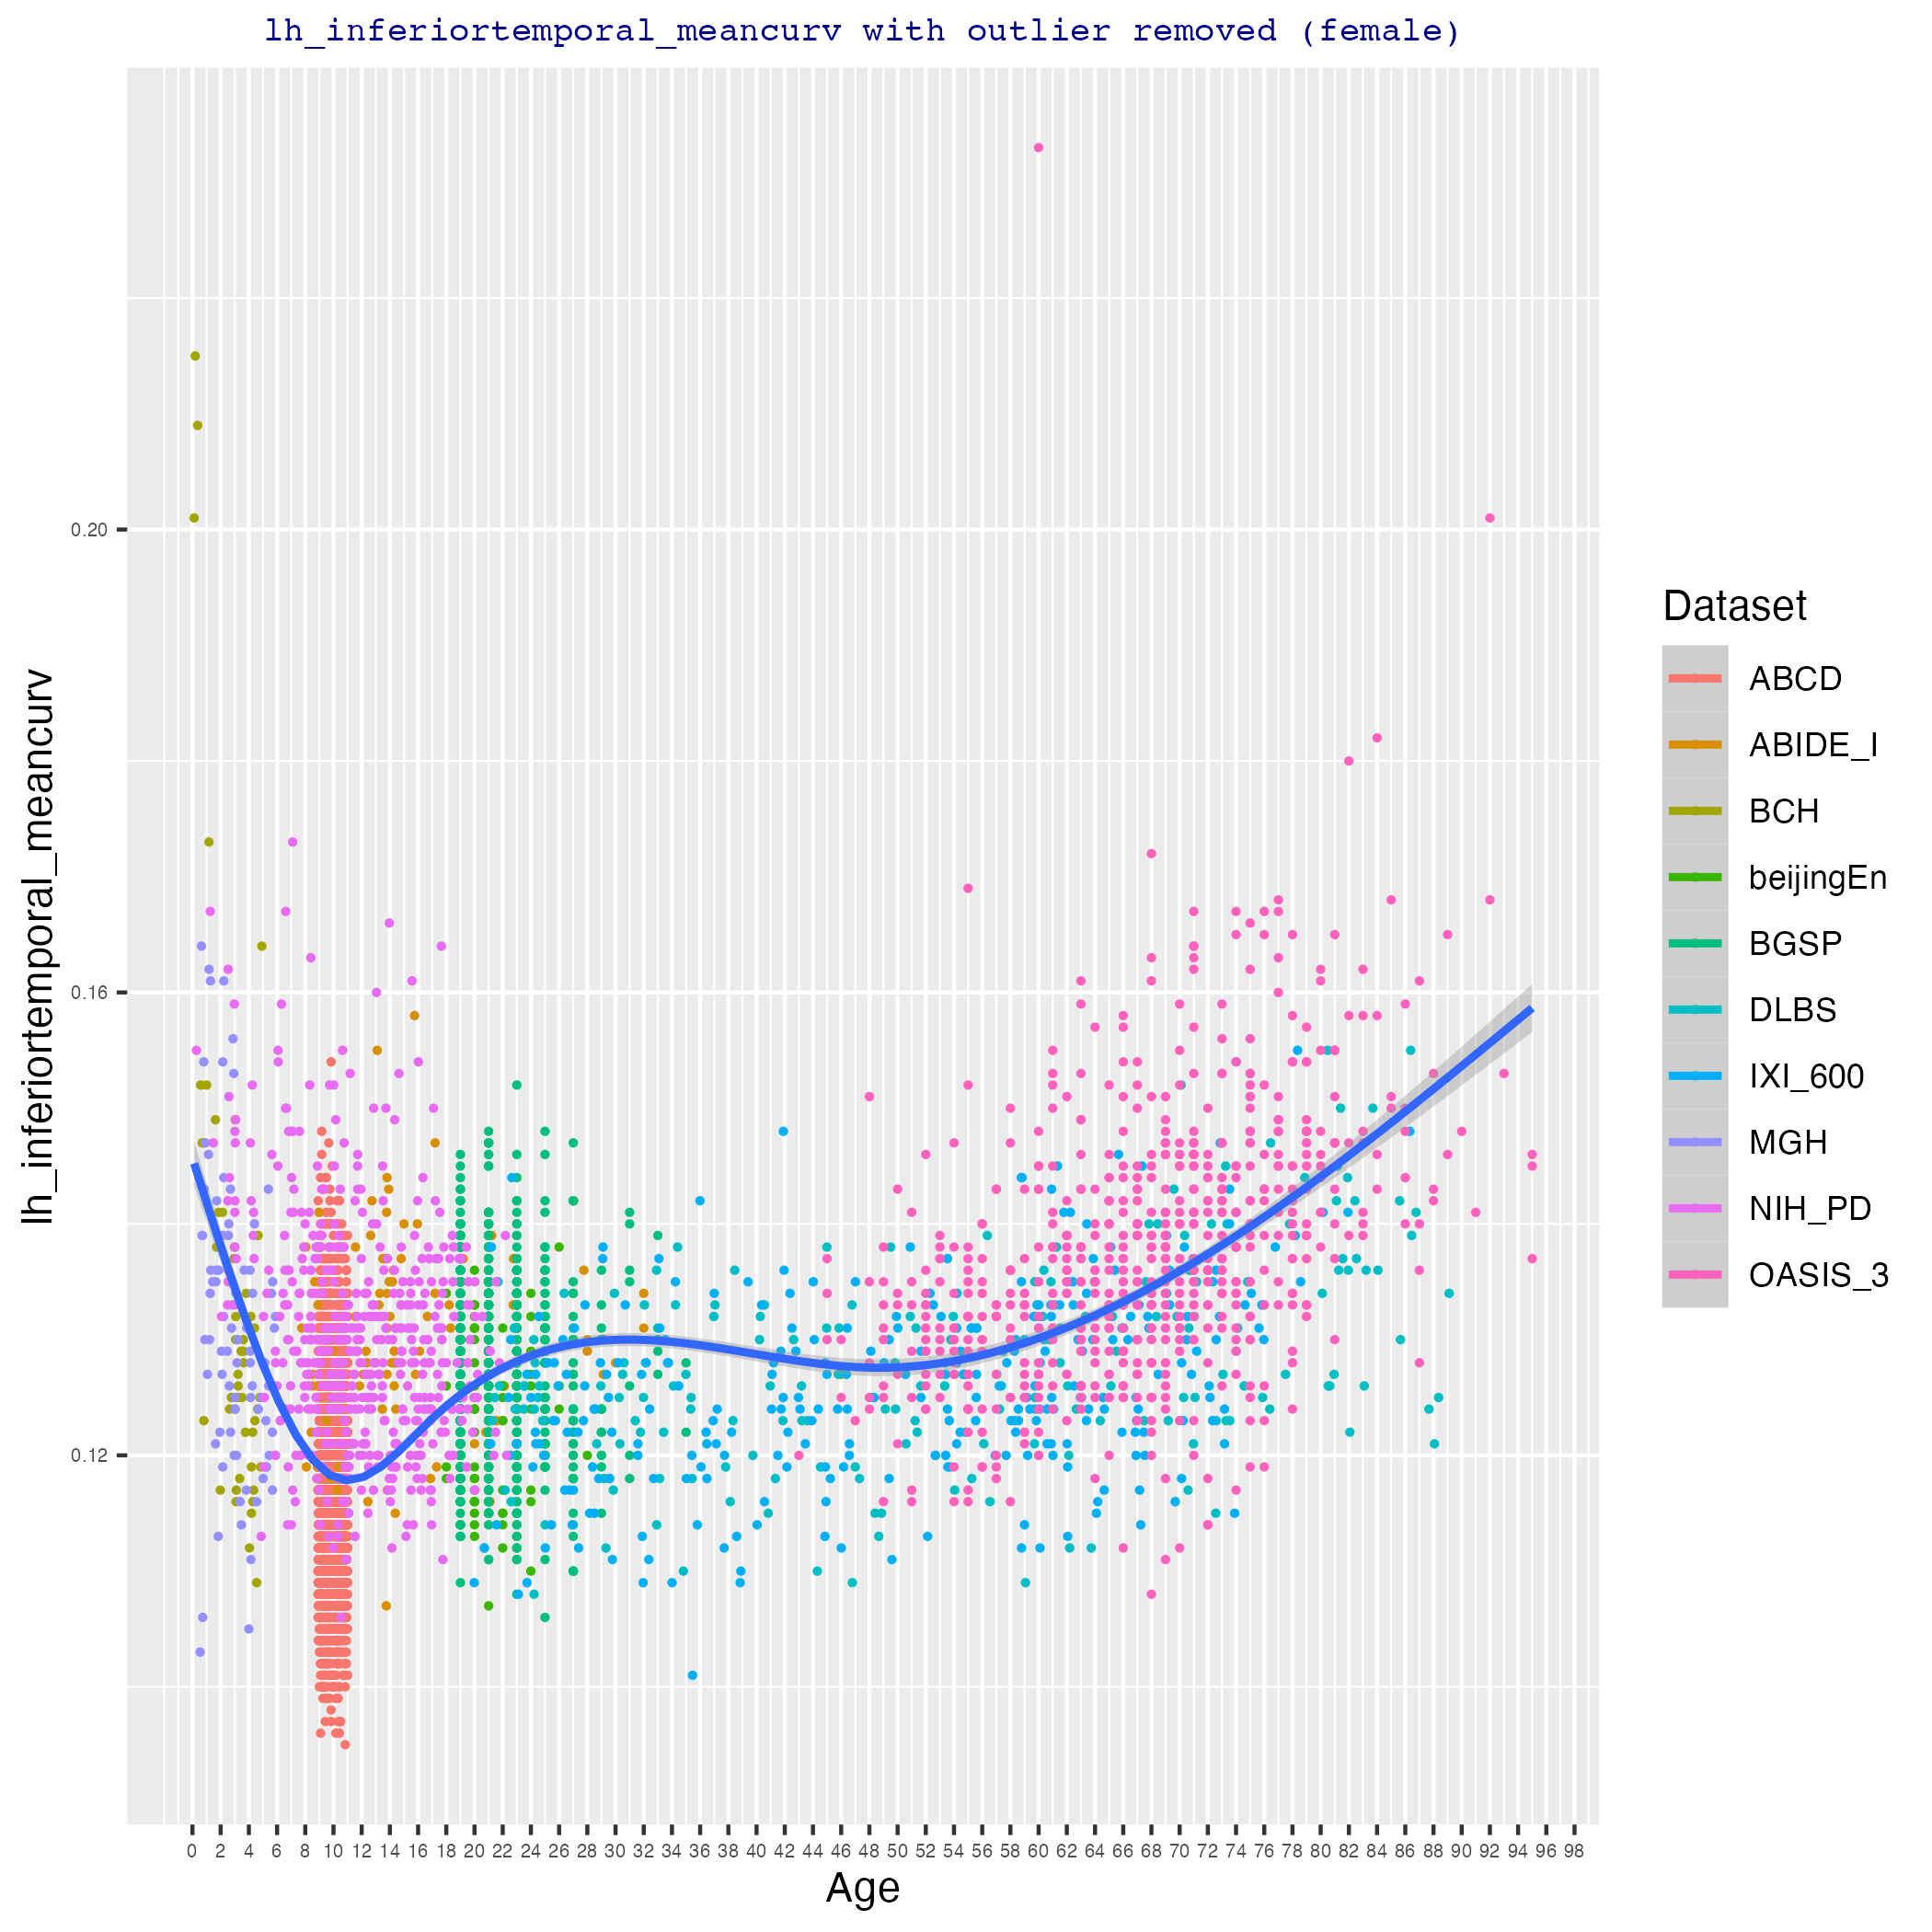 lh_inferiortemporal_meancurv with outlier removed (female)
lh_inferiortemporal_meancurv
0.20
0.16
0.12
0 2 4 6 8 10 12 14 16 18 20 22 24 26 28 30 32 34 36 38 40 42 44 46 48 50 52 54 56 58 60 62 64 66 68 70 72 74 76 78 80 82 84 86 88 90 92 94 96 98
Age
Dataset
ABCD
ABIDE_I
BCH
beijingEn
BGSP
DLBS
IXI_600
MGH
NIH_PD
OASIS_3